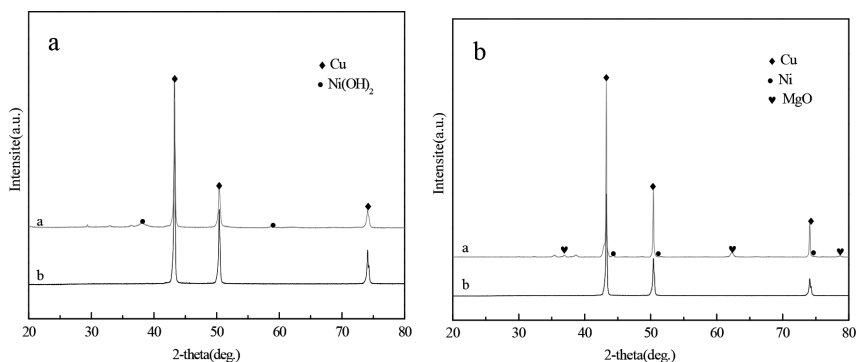 a
Cu
Ni(OH)2
Intensite(a.u.)
a
b
20 30 40 50 60 70 80
2-theta(deg.)
b
Cu
Ni
MgO
Intensite(a.u.)
a
b
20 30 40 50 60 70 80
2-theta(deg.)